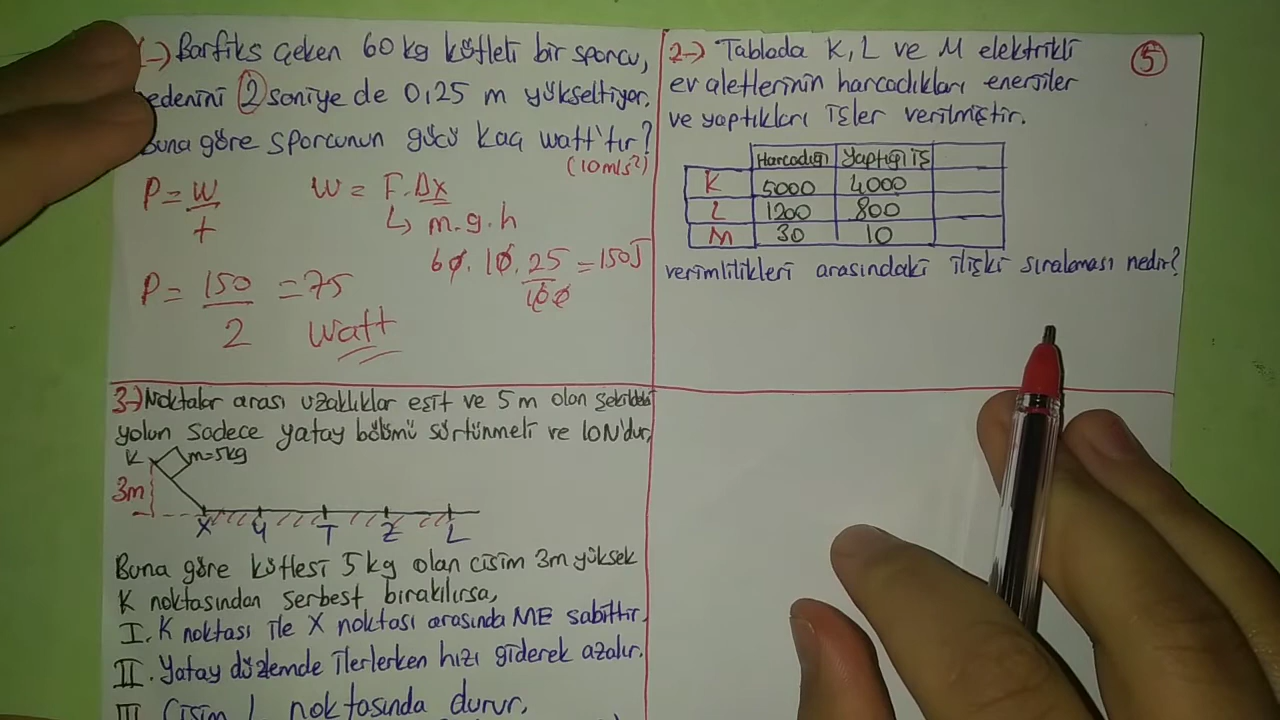 1-) Barfiks çeken 60 kg kütleli bir sporcu,
bedenini 2 saniye de 0,25 m yükseltiyor.
Buna göre sporcunun gücü kaç watt'tır?
(10m/s²)
P = W/t
W = F.Δx
↳ m.g.h
60.10.25/100 = 150J
P = 150/2 = 75
Watt
2-) Tabloda K, L ve M elektrikli
ev aletlerinin harcadıkları enerjiler
ve yaptıkları işler verilmiştir.
5
Harcadığı Yaptığı iş
K 5000 4000
L 1200 800
M 30 10
verimlilikleri arasındaki ilişki sıralaması nedir?
3-) Noktalar arası uzaklıklar eşit ve 5 m olan şekildeki
yolun sadece yatay bölümü sürtünmeli ve 10N'dur.
K m=5kg
3m
X Y T Z L
Buna göre kütlesi 5 kg olan cisim 3m yüksek
K noktasından serbest bırakılırsa,
I. K noktası ile X noktası arasında ME sabittir.
II. Yatay düzlemde ilerlerken hızı giderek azalır.
III. Cisim L noktasında durur.